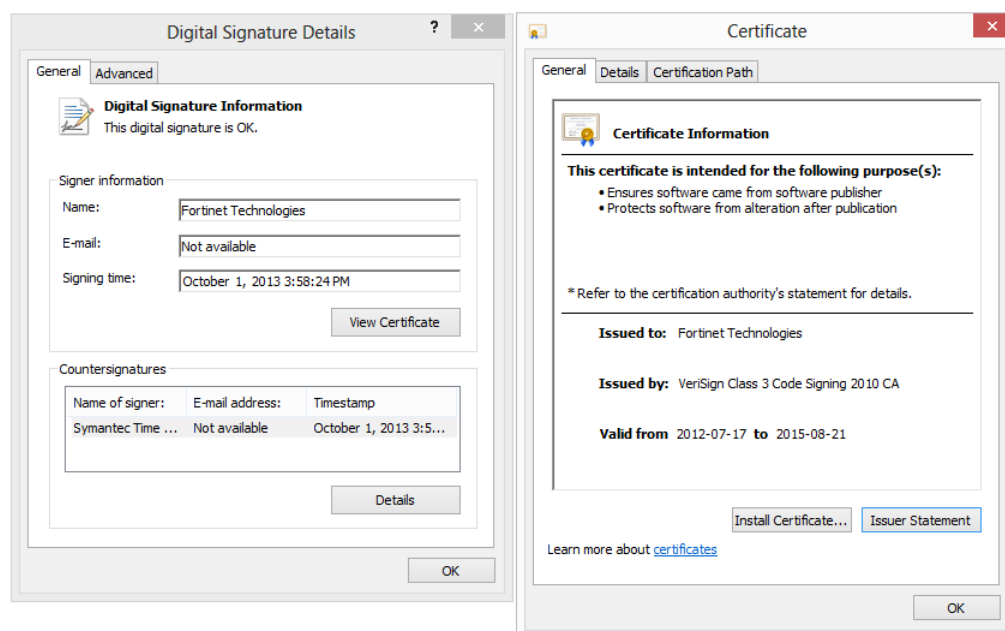 Digital Signature Details
?
General
Advanced
Digital Signature Information
This digital signature is OK.
Signer information
Name:
Fortinet Technologies
E-mail:
Not available
Signing time:
October 1, 2013 3:58:24 PM
View Certificate
Countersignatures
Name of signer: E-mail address: Timestamp
Symantec Time ... Not available October 1, 2013 3:5...
Details
OK
Certificate
General
Details
Certification Path
Certificate Information
This certificate is intended for the following purpose(s):
• Ensures software came from software publisher
• Protects software from alteration after publication
* Refer to the certification authority's statement for details.
Issued to: Fortinet Technologies
Issued by: VeriSign Class 3 Code Signing 2010 CA
Valid from 2012-07-17 to 2015-08-21
Install Certificate...
Issuer Statement
Learn more about certificates
OK